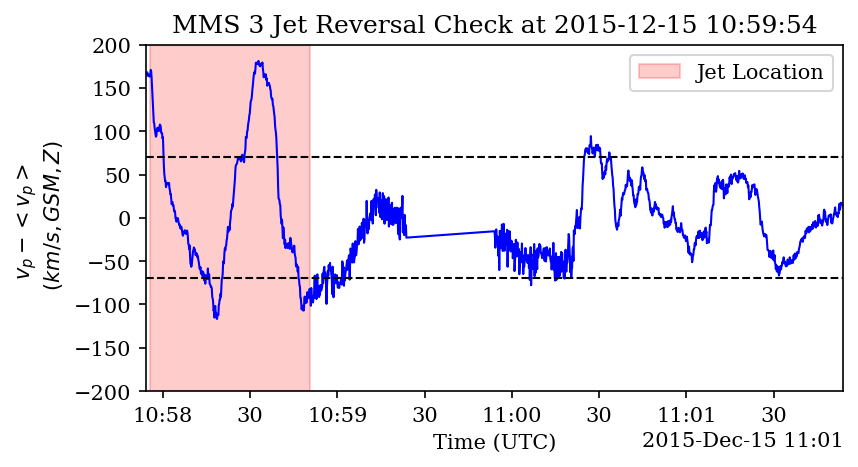 MMS 3 Jet Reversal Check at 2015-12-15 10:59:54
200
150
100
50
0
−50
−100
−150
−200
v_p − < v_p >
(km/s, GSM, Z)
Jet Location
10:58 30 10:59 30 11:00 30 11:01 30
Time (UTC)
2015-Dec-15 11:01